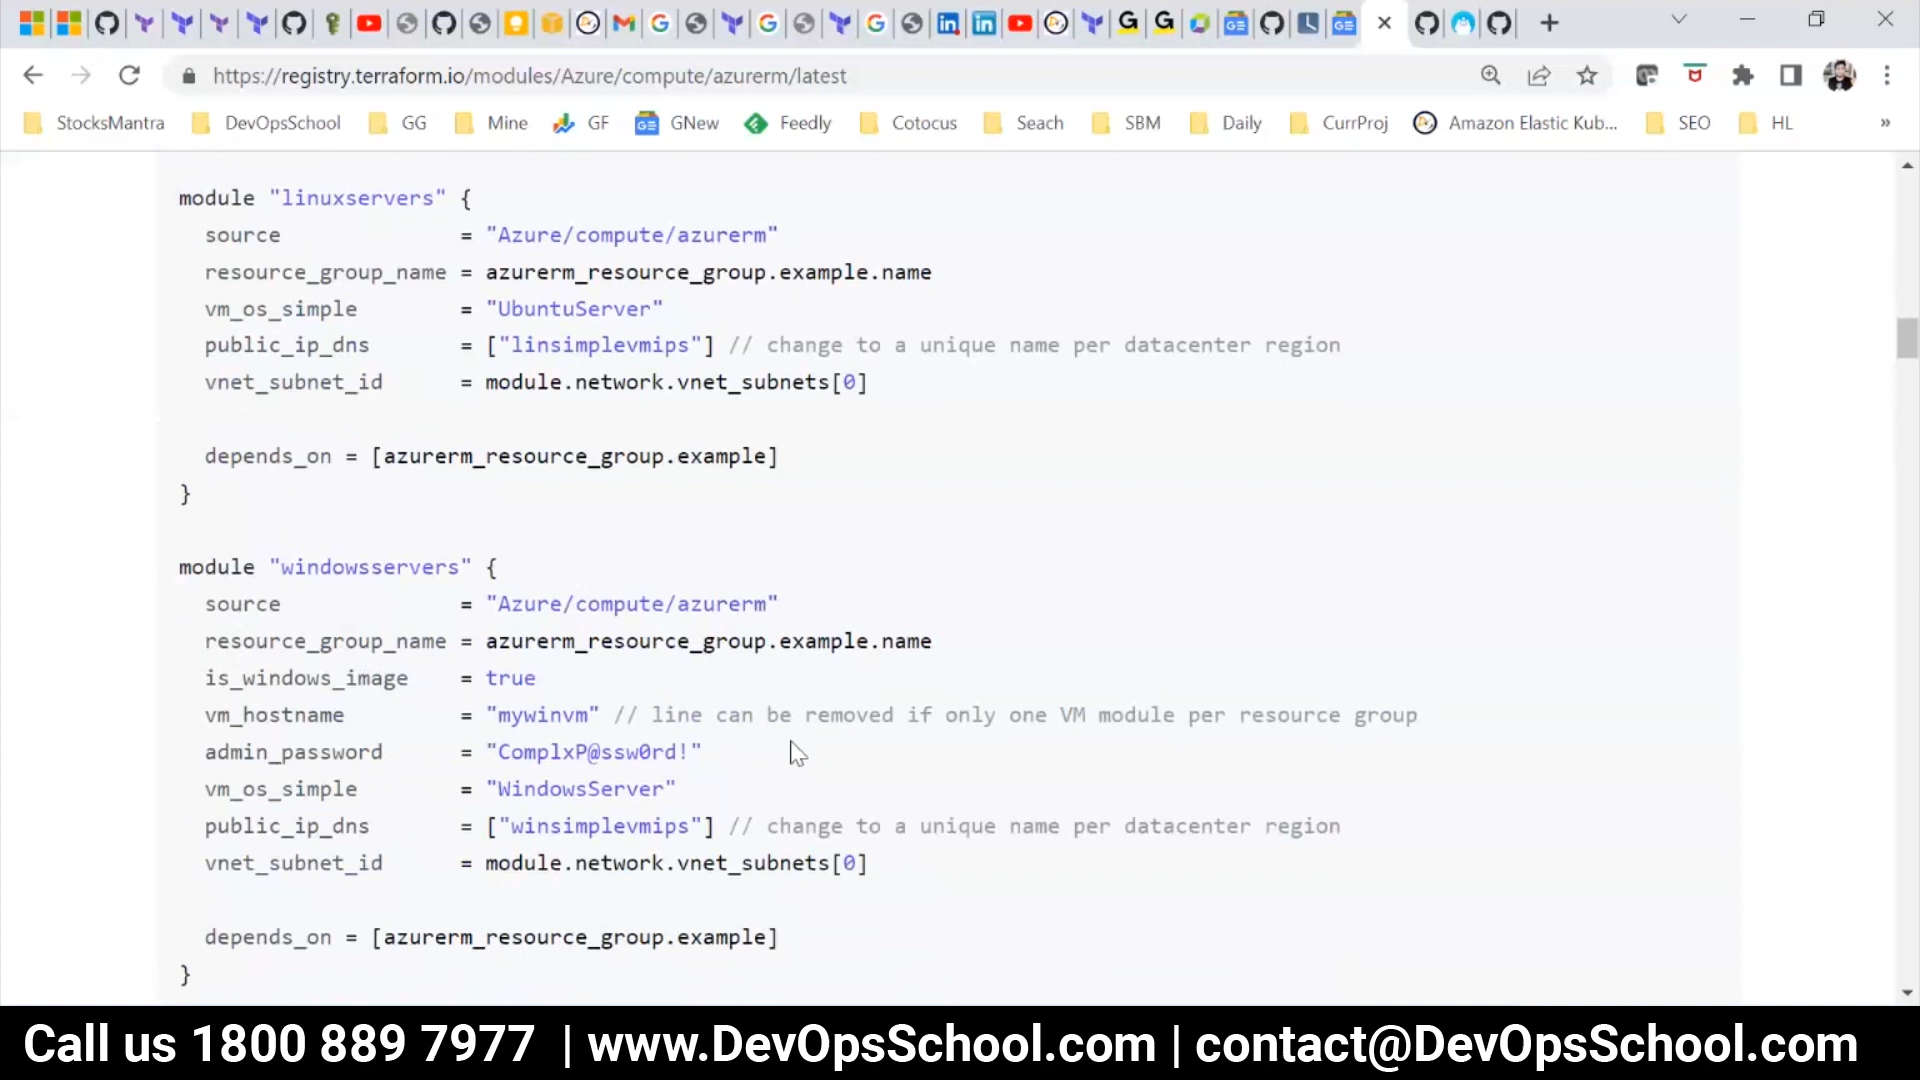 https://registry.terraform.io/modules/Azure/compute/azurerm/latest
StocksMantra DevOpsSchool GG Mine GF GNew Feedly Cotocus Seach SBM Daily CurrProj Amazon Elastic Kub... SEO HL »
module "linuxservers" {
source = "Azure/compute/azurerm"
resource_group_name = azurerm_resource_group.example.name
vm_os_simple = "UbuntuServer"
public_ip_dns = ["linsimplevmips"] // change to a unique name per datacenter region
vnet_subnet_id = module.network.vnet_subnets[0]
depends_on = [azurerm_resource_group.example]
}
module "windowsservers" {
source = "Azure/compute/azurerm"
resource_group_name = azurerm_resource_group.example.name
is_windows_image = true
vm_hostname = "mywinvm" // line can be removed if only one VM module per resource group
admin_password = "ComplxP@ssw0rd!"
vm_os_simple = "WindowsServer"
public_ip_dns = ["winsimplevmips"] // change to a unique name per datacenter region
vnet_subnet_id = module.network.vnet_subnets[0]
depends_on = [azurerm_resource_group.example]
}
Call us 1800 889 7977 | www.DevOpsSchool.com | contact@DevOpsSchool.com